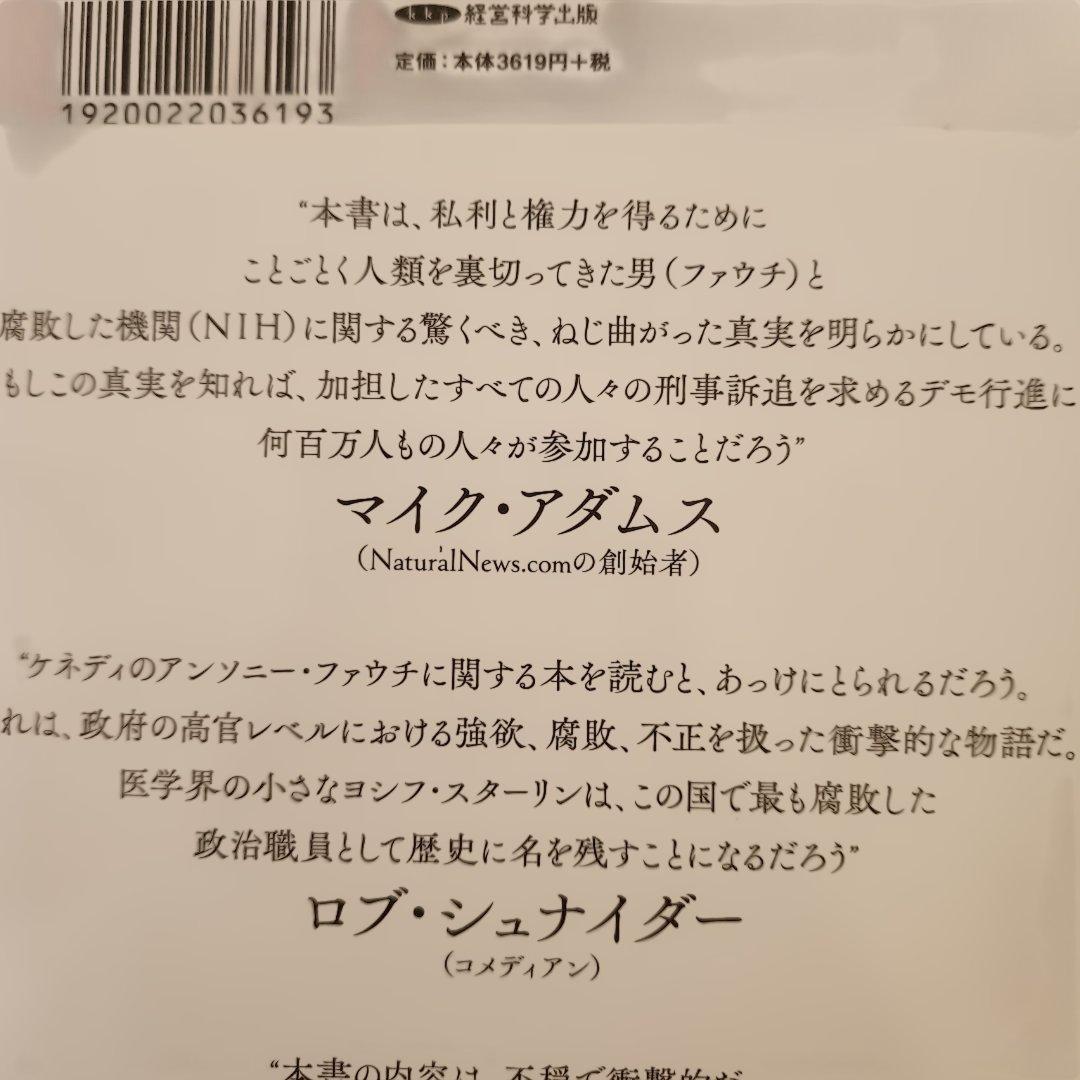 kkp 経営科学出版
定価：本体3619円＋税
1920022036193
“本書は、私利と権力を得るために
ことごとく人類を裏切ってきた男（ファウチ）と
腐敗した機関（NIH）に関する驚くべき、ねじ曲がった真実を明らかにしている。
もしこの真実を知れば、加担したすべての人々の刑事訴追を求めるデモ行進に
何百万人もの人々が参加することだろう”
マイク・アダムス
（NaturalNews.comの創始者）
“ケネディのアンソニー・ファウチに関する本を読むと、あっけにとられるだろう。
れは、政府の高官レベルにおける強欲、腐敗、不正を扱った衝撃的な物語だ。
医学界の小さなヨシフ・スターリンは、この国で最も腐敗した
政治職員として歴史に名を残すことになるだろう”
ロブ・シュナイダー
（コメディアン）
“本書の内容は、不穏で衝撃的だ